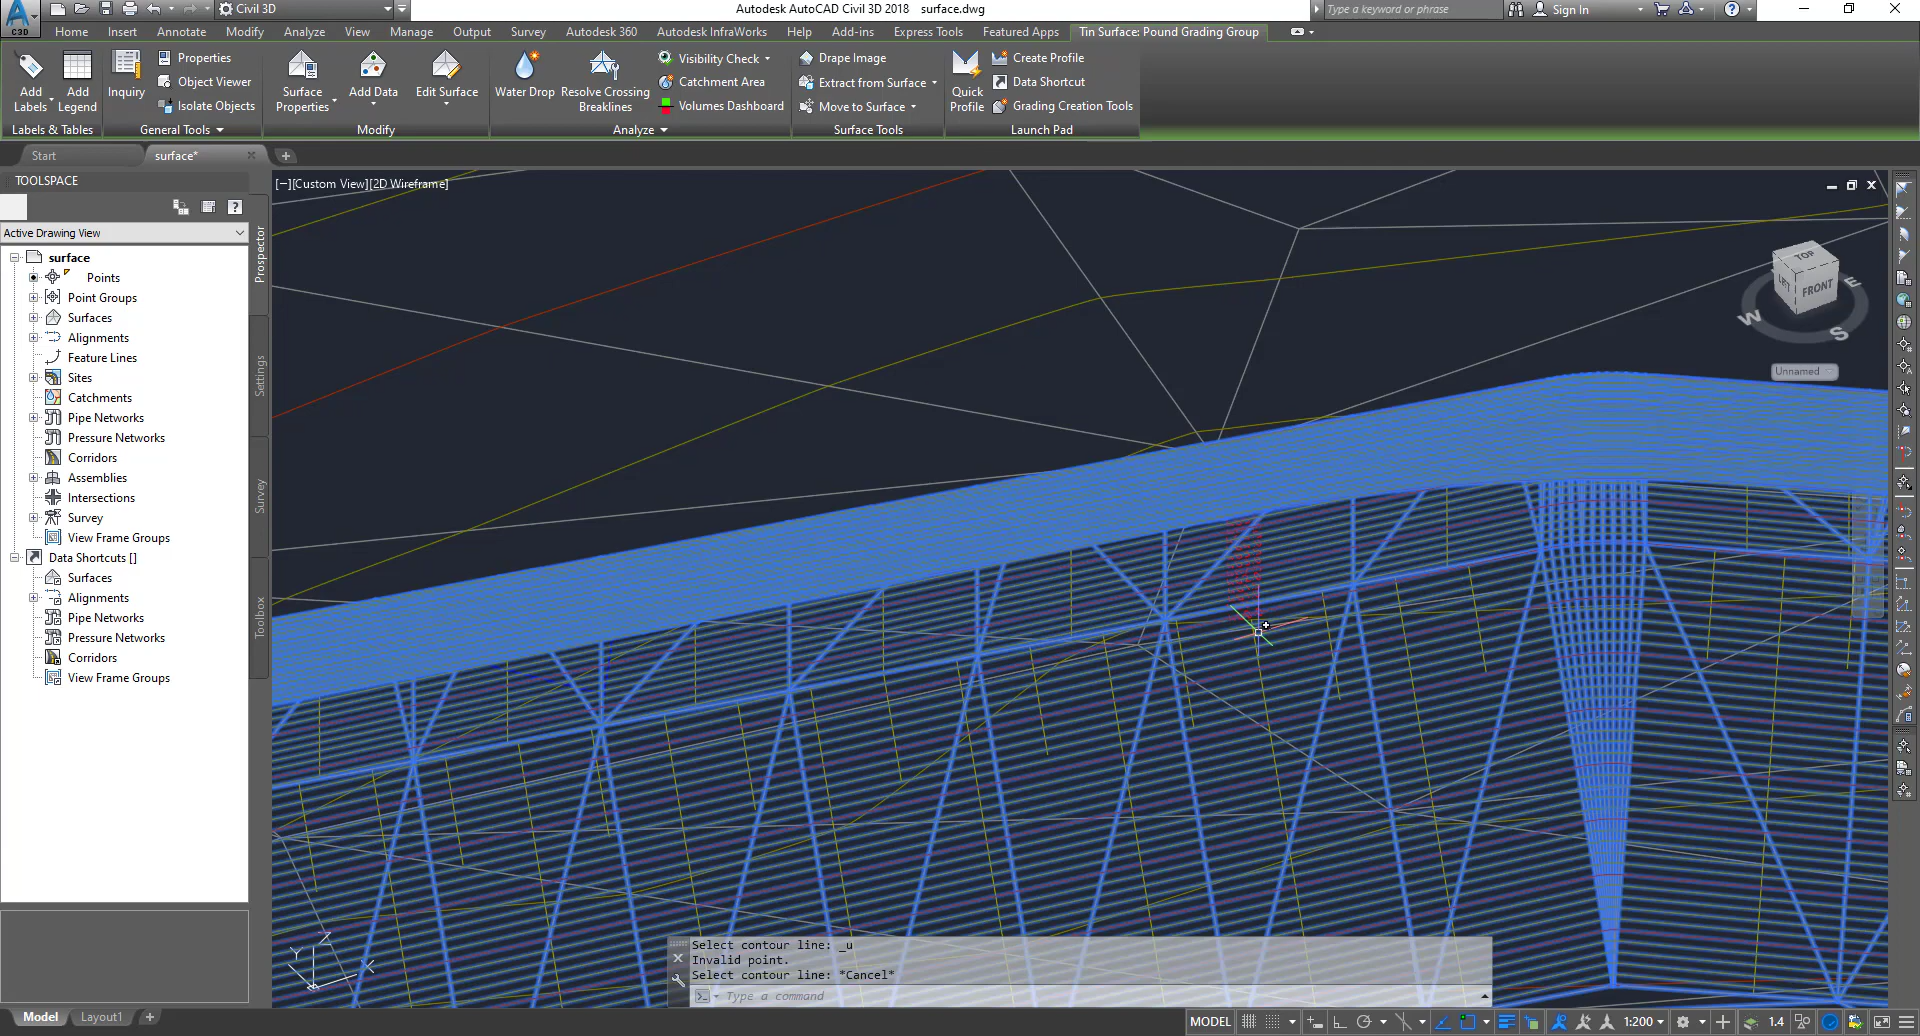 Civil 3D
Autodesk AutoCAD Civil 3D 2018 surface.dwg
Type a keyword or phrase
Sign In
C3D
Home Insert Annotate Modify Analyze View Manage Output Survey Autodesk 360 Autodesk InfraWorks Help Add-ins Express Tools Featured Apps Tin Surface: Pound Grading Group
Add Labels
Add Legend
Labels & Tables
Inquiry
Properties
Object Viewer
Isolate Objects
General Tools
Surface Properties
Add Data
Edit Surface
Modify
Water Drop
Resolve Crossing Breaklines
Visibility Check
Catchment Area
Volumes Dashboard
Analyze
Drape Image
Extract from Surface
Move to Surface
Surface Tools
Quick Profile
Create Profile
Data Shortcut
Grading Creation Tools
Launch Pad
Start
surface*
TOOLSPACE
Active Drawing View
surface
Points
Point Groups
Surfaces
Alignments
Feature Lines
Sites
Catchments
Pipe Networks
Pressure Networks
Corridors
Assemblies
Intersections
Survey
View Frame Groups
Data Shortcuts []
Surfaces
Alignments
Pipe Networks
Pressure Networks
Corridors
View Frame Groups
Prospector
Settings
Survey
Toolbox
[−][Custom View][2D Wireframe]
TOP
FRONT
W
S
E
Unnamed
X
Y
Z
Select contour line: _u
Invalid point.
Select contour line: *Cancel*
Type a command
Model
Layout1
MODEL
1:200
1.4